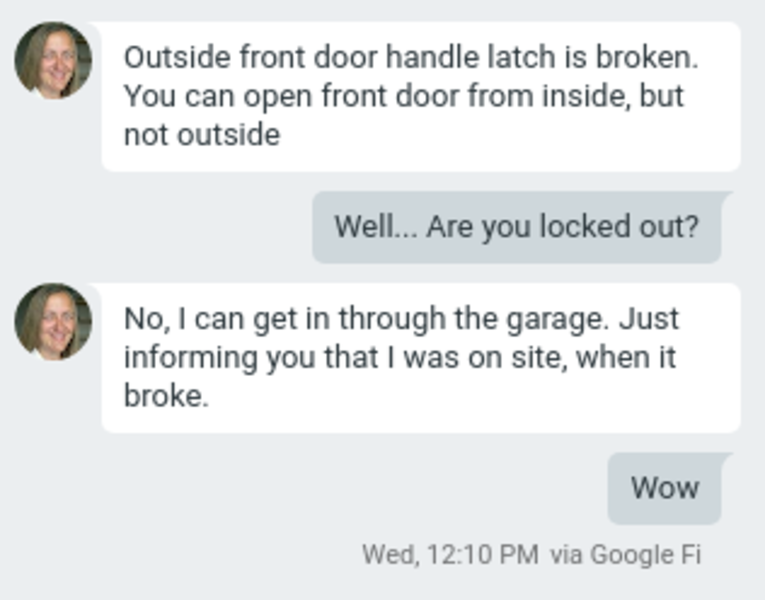 Outside front door handle latch is broken.
You can open front door from inside, but
not outside
Well... Are you locked out?
No, I can get in through the garage. Just
informing you that I was on site, when it
broke.
Wow
Wed, 12:10 PM via Google Fi